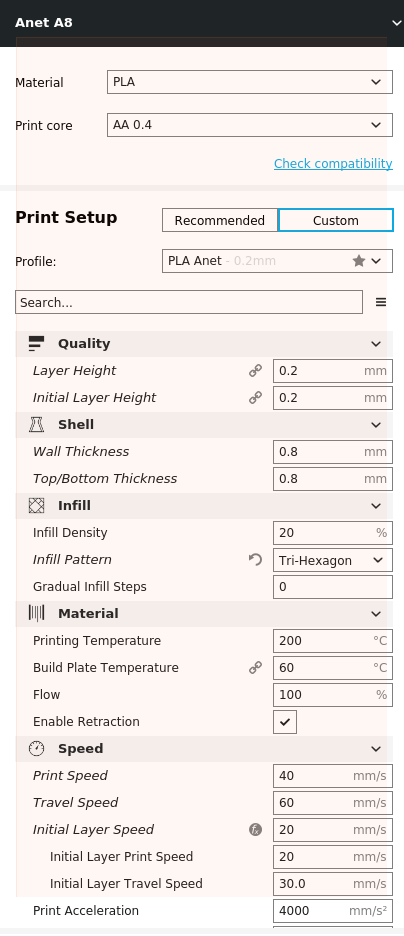 Anet A8
Material PLA
Print core AA 0.4
Check compatibility
Print Setup Recommended Custom
Profile: PLA Anet - 0.2mm
Search...
Quality
Layer Height 0.2 mm
Initial Layer Height 0.2 mm
Shell
Wall Thickness 0.8 mm
Top/Bottom Thickness 0.8 mm
Infill
Infill Density 20 %
Infill Pattern Tri-Hexagon
Gradual Infill Steps 0
Material
Printing Temperature 200 °C
Build Plate Temperature 60 °C
Flow 100 %
Enable Retraction
Speed
Print Speed 40 mm/s
Travel Speed 60 mm/s
Initial Layer Speed fx 20 mm/s
Initial Layer Print Speed 20 mm/s
Initial Layer Travel Speed 30.0 mm/s
Print Acceleration 4000 mm/s²